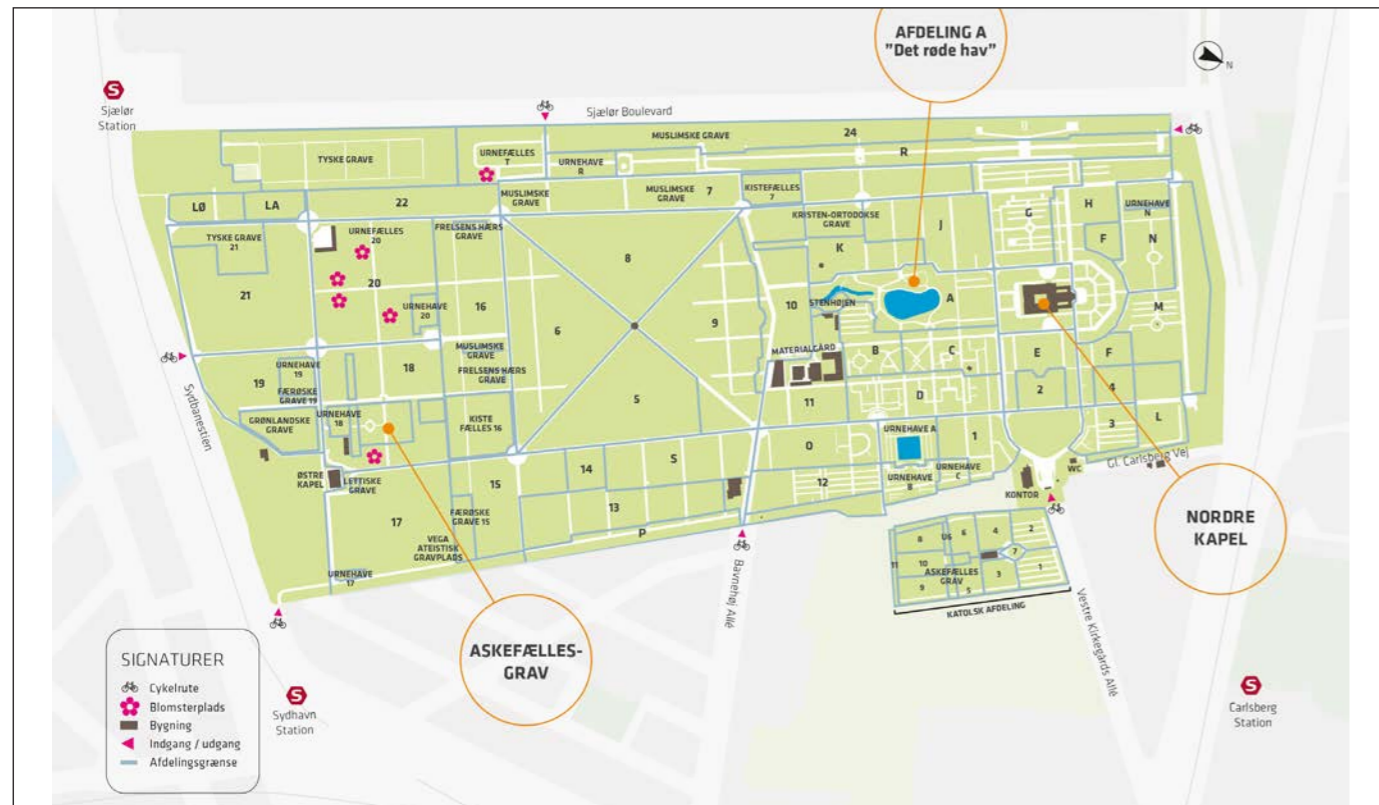 AFDELING A
"Det røde hav"
N
S
Sjælør
Station
Sjælør Boulevard
MUSLIMSKE GRAVE
24
TYSKE GRAVE
URNEFÆLLES
T
URNEHAVE
R
R
LØ
LA
22
MUSLIMSKE
GRAVE
MUSLIMSKE
GRAVE
7
KISTEFÆLLES
7
KRISTEN-ORTODOKSE
GRAVE
J
G
H
URNEHAVE
N
TYSKE GRAVE
21
URNEFÆLLES
20
FRELSENS HÆRS
GRAVE
8
K
F
N
21
20
URNEHAVE
20
16
6
9
10
STENHØJEN
A
M
MUSLIMSKE
GRAVE
FRELSENS HÆRS
GRAVE
MATERIALGÅRD
B
C
E
F
19
URNEHAVE
19
FÆRØSKE
GRAVE 19
18
5
11
D
2
4
GRØNLANDSKE
GRAVE
URNEHAVE
18
KISTE
FÆLLES 16
URNEHAVE A
1
3
L
Sydbanestien
ØSTRE
KAPEL
LETTISKE
GRAVE
15
14
S
O
12
URNEHAVE
B
URNEHAVE
C
WC
Gl. Carlsberg Vej
KONTOR
17
FÆRØSKE
GRAVE 15
13
P
VEGA
ATEISTISK
GRAVPLADS
URNEHAVE
17
NORDRE
KAPEL
8
U6
6
4
2
7
11
10
ASKEFÆLLES
GRAV
3
1
9
5
KATOLSK AFDELING
Bavnehøj Allé
Vestre Kirkegårds Allé
ASKEFÆLLES-
GRAV
SIGNATURER
Cykelrute
Blomsterplads
Bygning
Indgang / udgang
Afdelingsgrænse
S
Sydhavn
Station
S
Carlsberg
Station